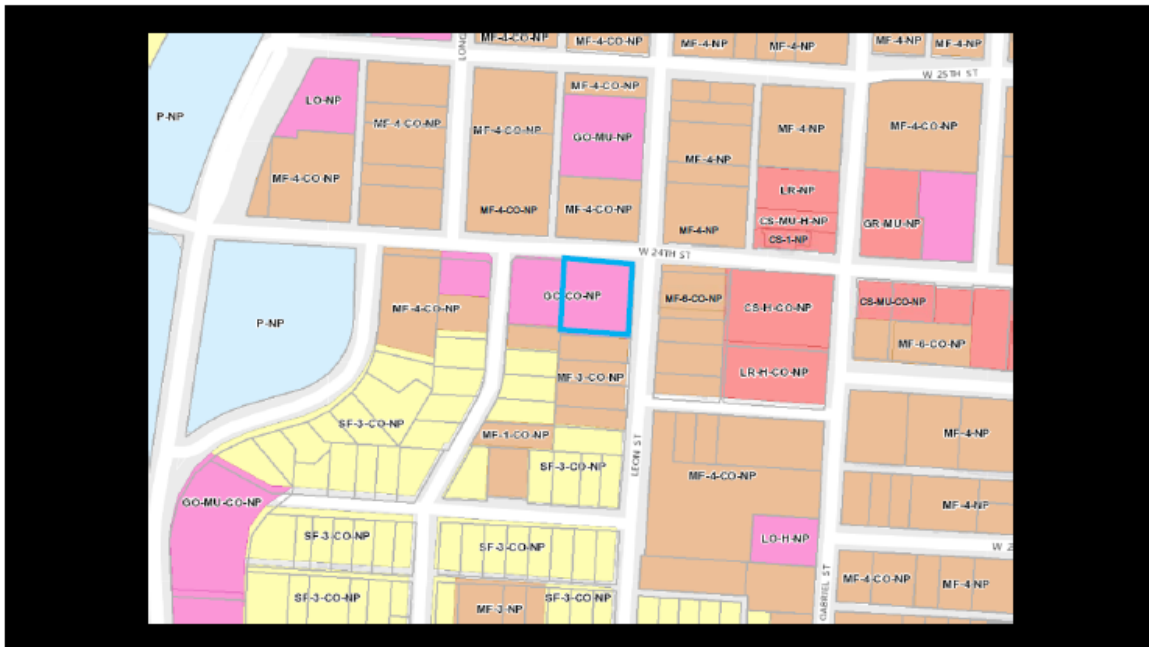 MF-4-CO-NP
MF-4-CO-NP
MF-4-NP
MF-4-NP
MF-4-NP
MF-4-NP
LONG
W 25TH ST
P-NP
LO-NP
MF-4-CO-NP
MF-4-CO-NP
MF-4-CO-NP
GO-MU-NP
MF-4-NP
MF-4-NP
MF-4-CO-NP
MF-4-CO-NP
LR-NP
MF-4-CO-NP
MF-4-CO-NP
CS-MU-H-NP
GR-MU-NP
MF-4-NP
CS-1-NP
W 24TH ST
P-NP
MF-4-CO-NP
GO-CO-NP
MF-6-CO-NP
CS-H-CO-NP
CS-MU-CO-NP
MF-6-CO-NP
MF-3-CO-NP
LR-H-CO-NP
SF-3-CO-NP
MF-1-CO-NP
MF-4-NP
LEON ST
SF-3-CO-NP
MF-4-CO-NP
GO-MU-CO-NP
MF-4-NP
SF-3-CO-NP
SF-3-CO-NP
LO-H-NP
W 2
SF-3-CO-NP
MF-3-NP
SF-3-CO-NP
GABRIEL ST
MF-4-CO-NP
MF-4-NP